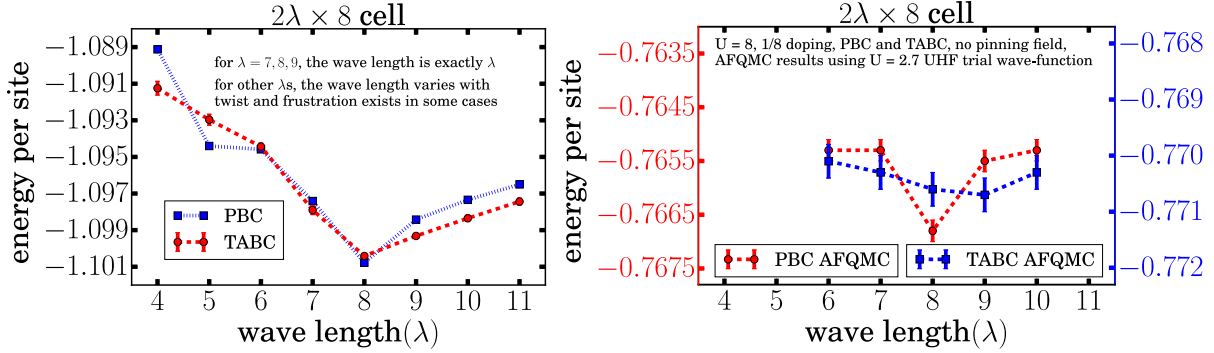 2λ × 8 cell
energy per site
−1.089
−1.091
−1.093
−1.095
−1.097
−1.099
−1.101
for λ = 7, 8, 9, the wave length is exactly λ
for other λs, the wave length varies with
twist and frustration exists in some cases
PBC
TABC
4 5 6 7 8 9 10 11
wave length(λ)
2λ × 8 cell
energy per site
−0.7635
−0.7645
−0.7655
−0.7665
−0.7675
U = 8, 1/8 doping, PBC and TABC, no pinning field,
AFQMC results using U = 2.7 UHF trial wave-function
PBC AFQMC
TABC AFQMC
−0.768
−0.769
−0.770
−0.771
−0.772
4 5 6 7 8 9 10 11
wave length(λ)